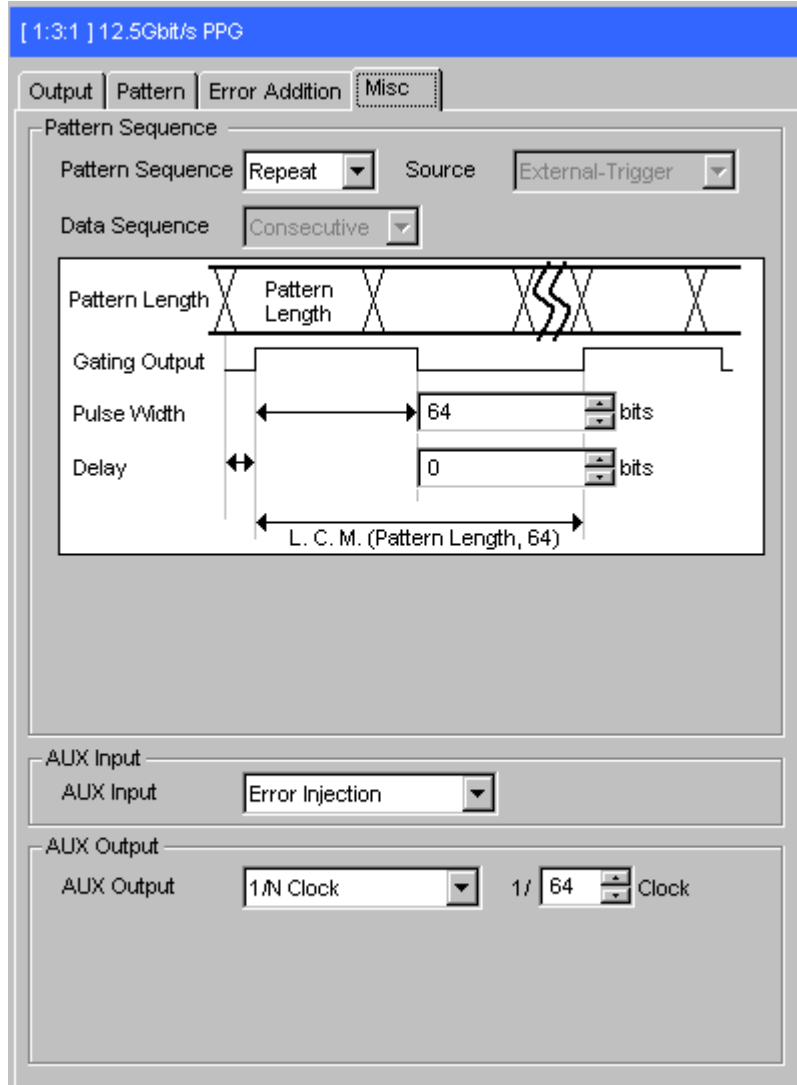 [ 1:3:1 ] 12.5Gbit/s PPG
Output Pattern Error Addition Misc
Pattern Sequence
Pattern Sequence Repeat Source External-Trigger
Data Sequence Consecutive
Pattern Length Pattern Length
Gating Output
Pulse Width 64 bits
Delay 0 bits
L. C. M. (Pattern Length, 64)
AUX Input
AUX Input Error Injection
AUX Output
AUX Output 1/N Clock 1/ 64 Clock